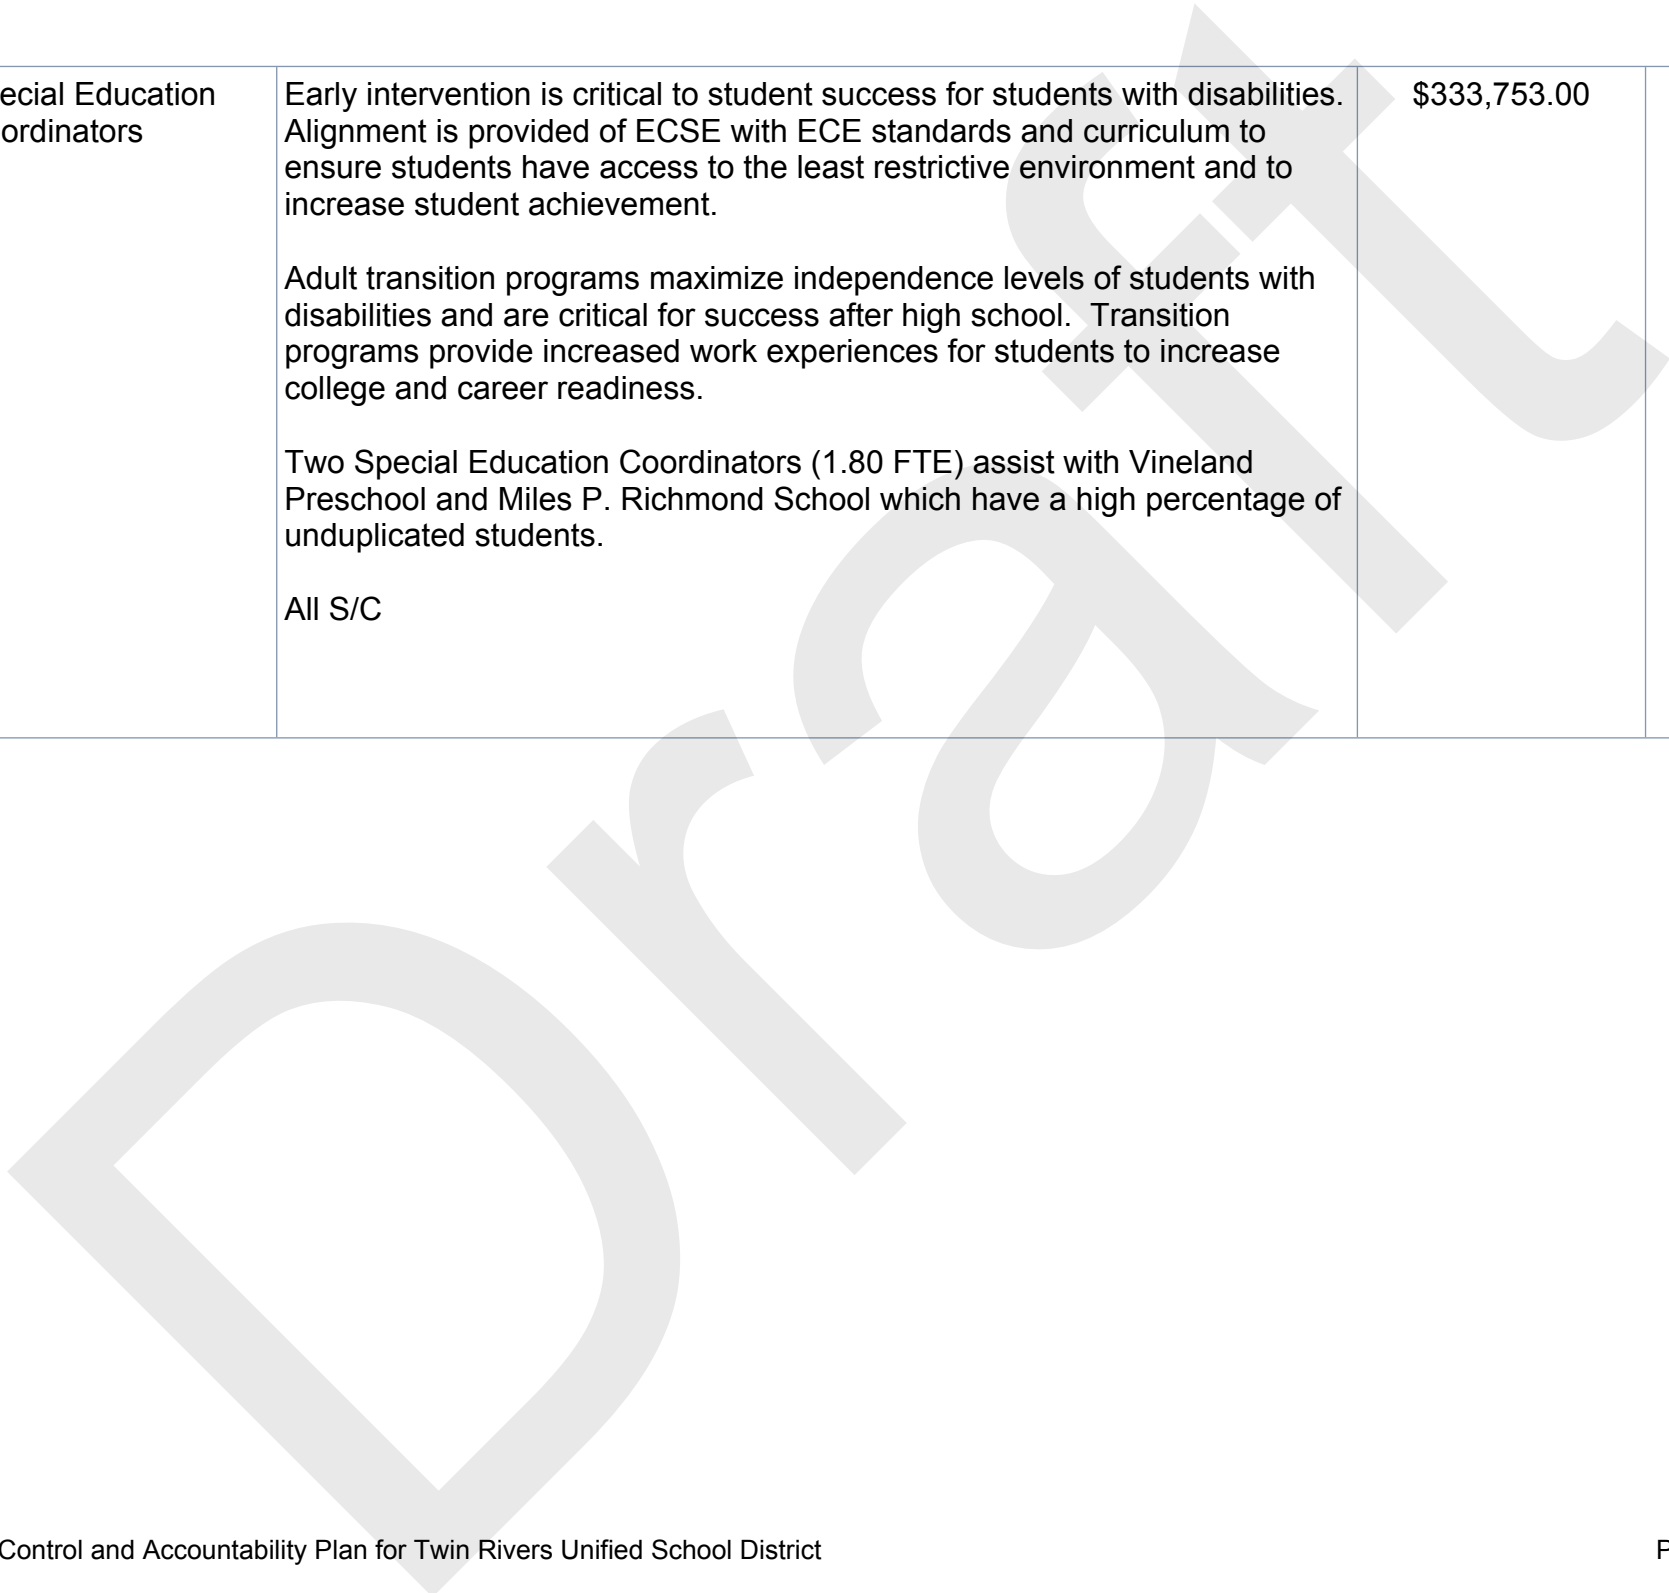 ecial Education
ordinators
Early intervention is critical to student success for students with disabilities.
Alignment is provided of ECSE with ECE standards and curriculum to
ensure students have access to the least restrictive environment and to
increase student achievement.
Adult transition programs maximize independence levels of students with
disabilities and are critical for success after high school.  Transition
programs provide increased work experiences for students to increase
college and career readiness.
Two Special Education Coordinators (1.80 FTE) assist with Vineland
Preschool and Miles P. Richmond School which have a high percentage of
unduplicated students.
All S/C
$333,753.00
Draft
Control and Accountability Plan for Twin Rivers Unified School District
P